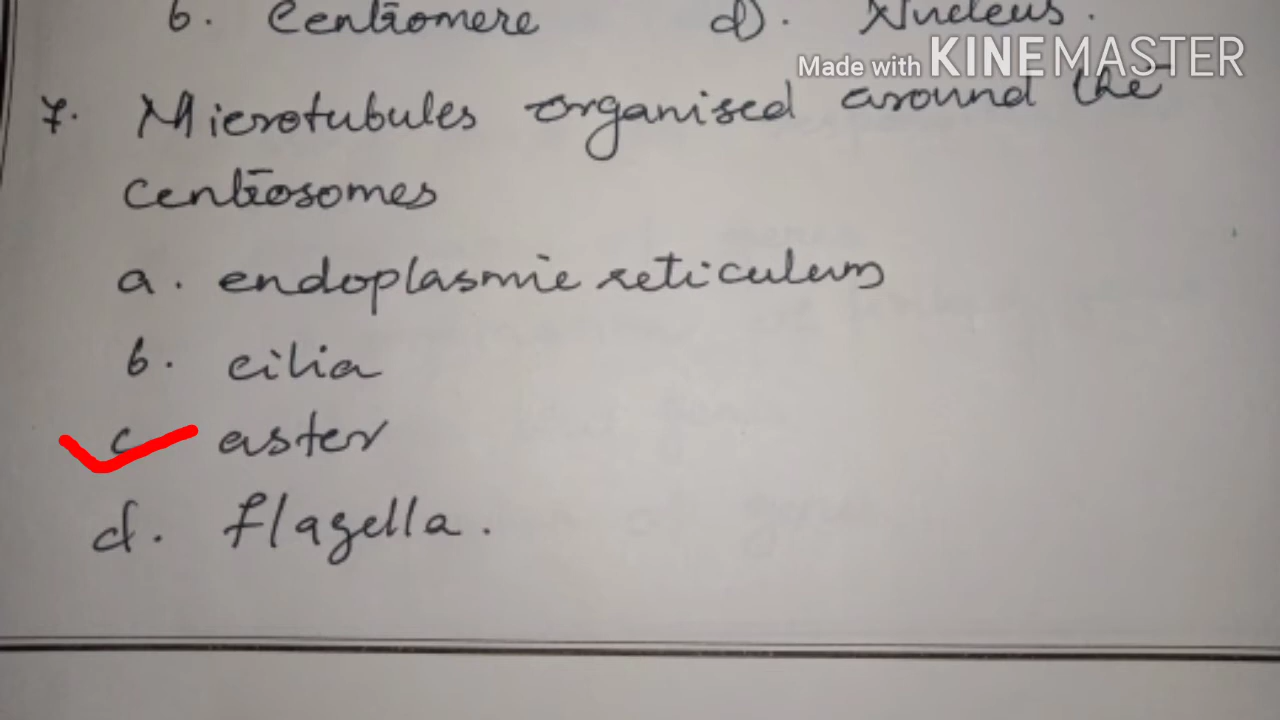 b. Centromere d). Nucleus.
Made with KINEMASTER
7. Microtubules organised around the
centrosomes
a. endoplasmic reticulum
b. cilia
c aster
d. flagella.